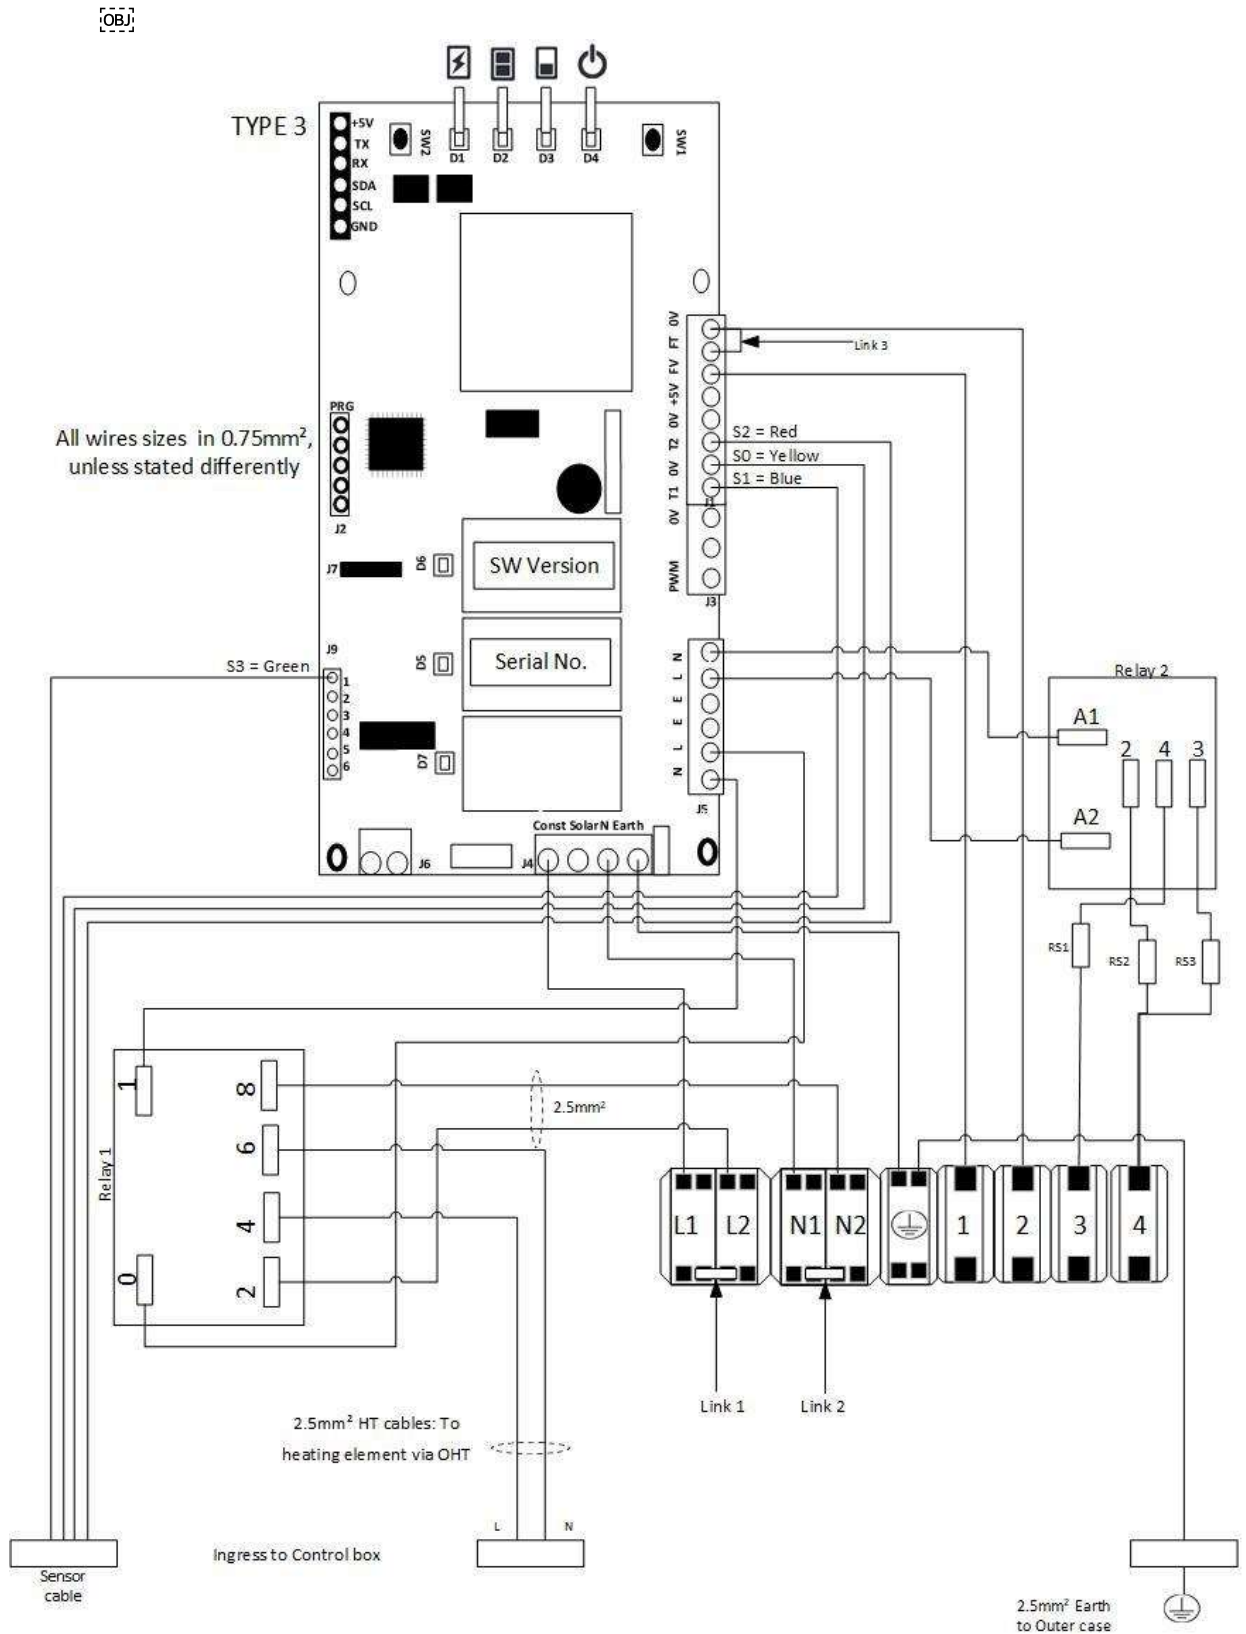 OBJ
TYPE 3
+5V
TX
RX
SDA
SCL
GND
SW2
D1
D2
D3
D4
SW1
0V
FT
FV
+5V
0V
T2
0V
T1
J1
0V
PWM
J3
Link 3
PRG
J2
All wires sizes in 0.75mm²,
unless stated differently
S2 = Red
S0 = Yellow
S1 = Blue
J7
D6
SW Version
J9
S3 = Green
1
2
3
4
5
6
D5
Serial No.
D7
N
L
E
E
L
N
J5
Const Solar N Earth
J6
J4
Relay 2
A1
2
4
3
A2
RS1
RS2
RS3
Relay 1
1
8
6
4
0
2
2.5mm²
L1
L2
N1
N2
1
2
3
4
Link 1
Link 2
2.5mm² HT cables: To
heating element via OHT
L
N
Ingress to Control box
Sensor
cable
2.5mm² Earth
to Outer case